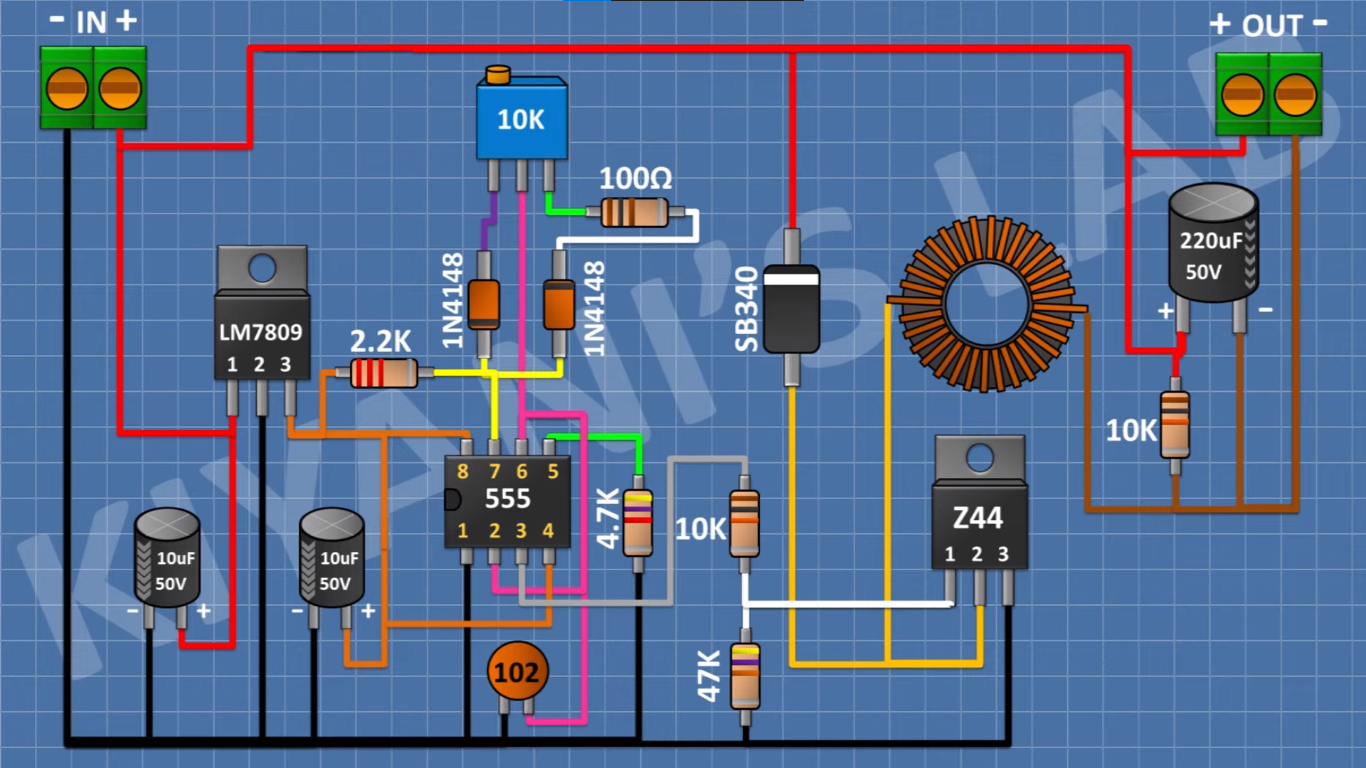 - IN +
+ OUT -
10K
100Ω
1N4148
1N4148
SB340
220uF
50V
+ -
LM7809
1 2 3
2.2K
10K
8 7 6 5
555
1 2 3 4
4.7K
10K
Z44
1 2 3
10uF
50V
- +
10uF
50V
- +
102
47K
KIYANI'S LAB